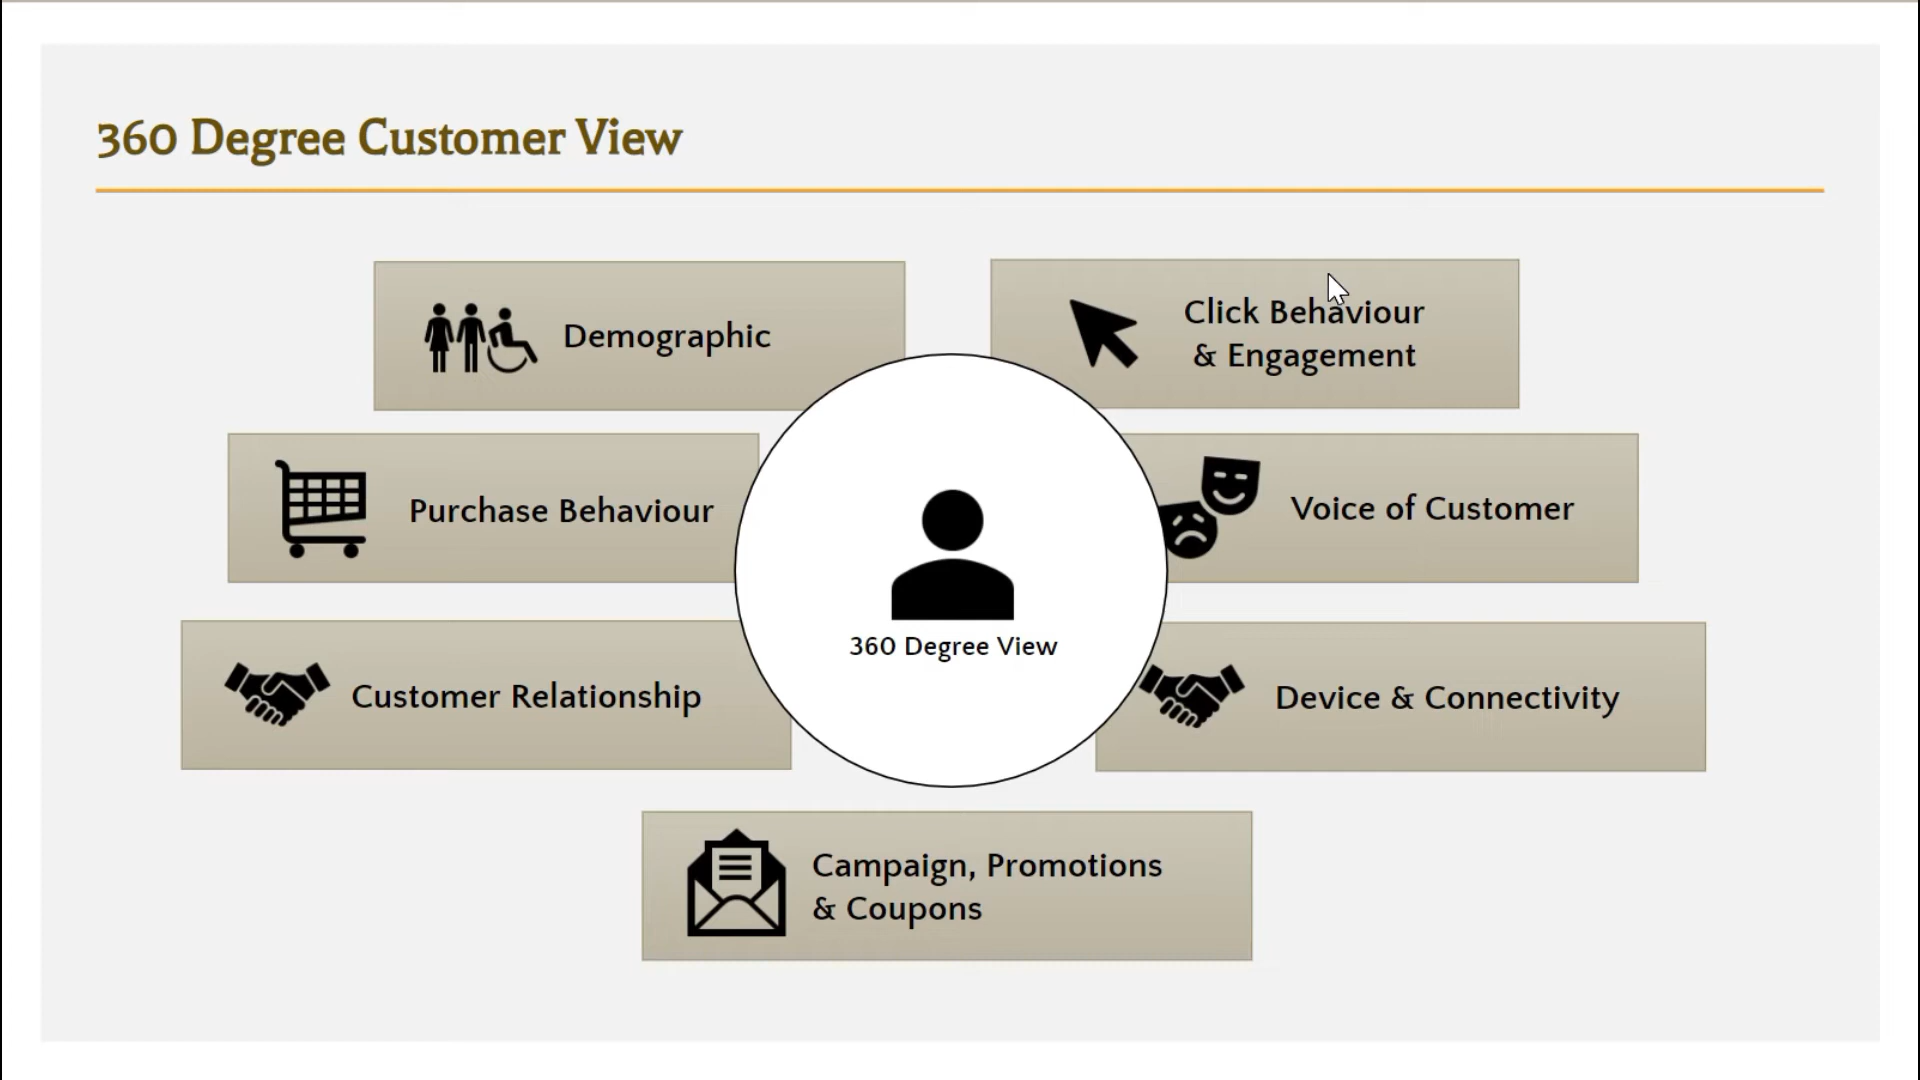 360 Degree Customer View
Demographic
Click Behaviour
& Engagement
Purchase Behaviour
Voice of Customer
360 Degree View
Customer Relationship
Device & Connectivity
Campaign, Promotions
& Coupons